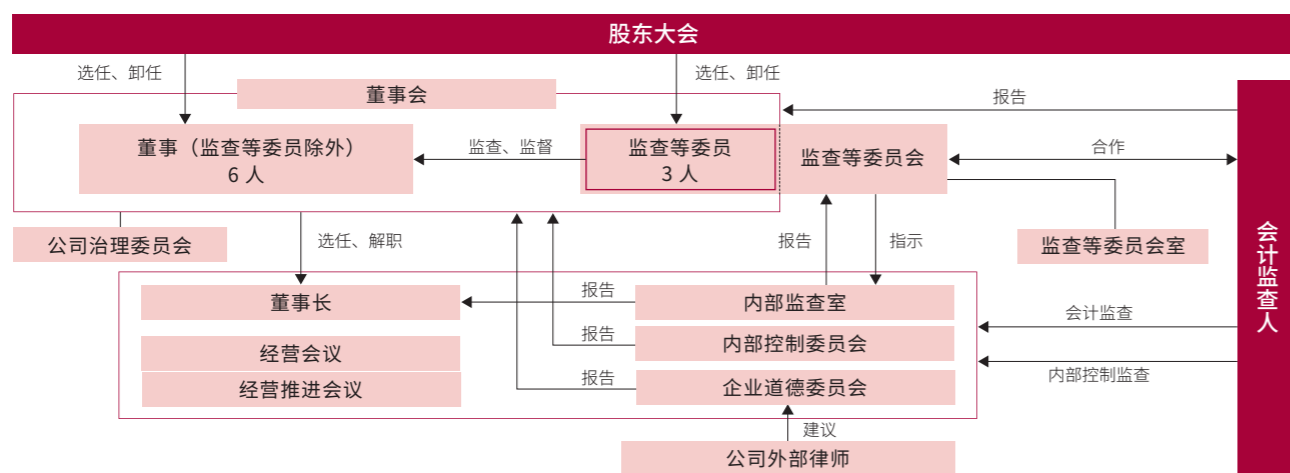 股东大会
选任、卸任
选任、卸任
董事会
报告
董事（监查等委员除外）
6 人
监查、监督
监查等委员
3 人
监查等委员会
合作
公司治理委员会
选任、解职
报告
指示
监查等委员会室
会计监查人
董事长
报告
内部监查室
会计监查
经营会议
报告
内部控制委员会
内部控制监查
经营推进会议
报告
企业道德委员会
建议
公司外部律师